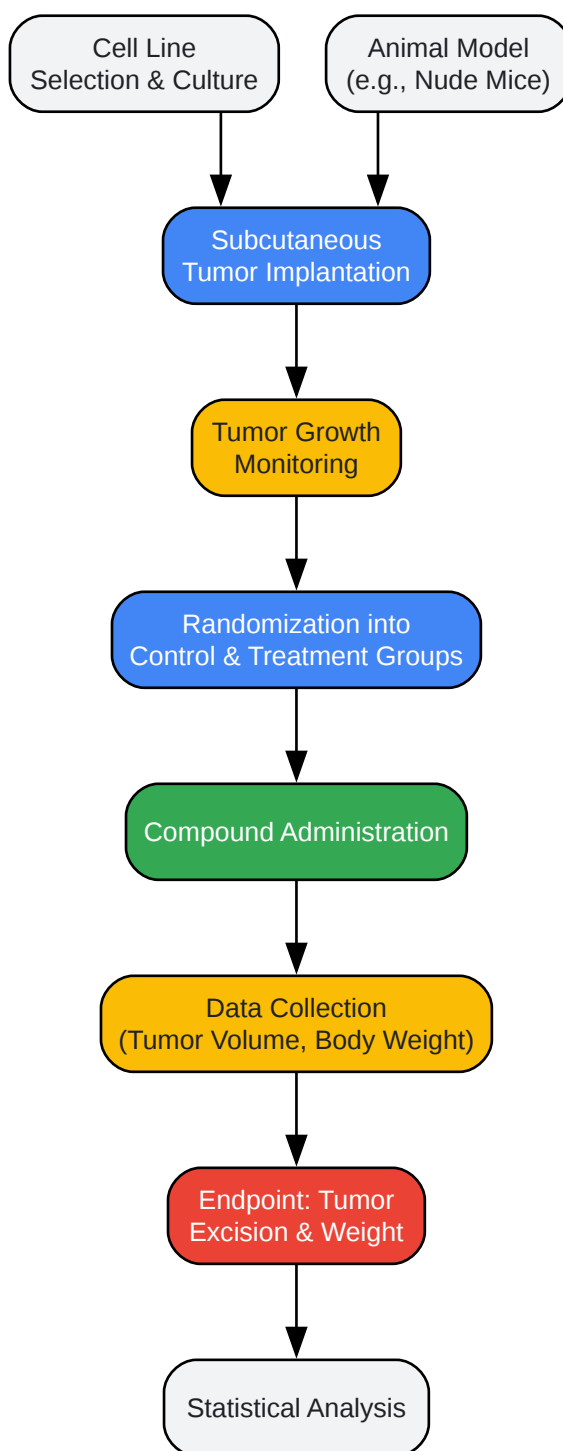 Cell Line
Selection & Culture
Animal Model
(e.g., Nude Mice)
Subcutaneous
Tumor Implantation
Tumor Growth
Monitoring
Randomization into
Control & Treatment Groups
Compound Administration
Data Collection
(Tumor Volume, Body Weight)
Endpoint: Tumor
Excision & Weight
Statistical Analysis